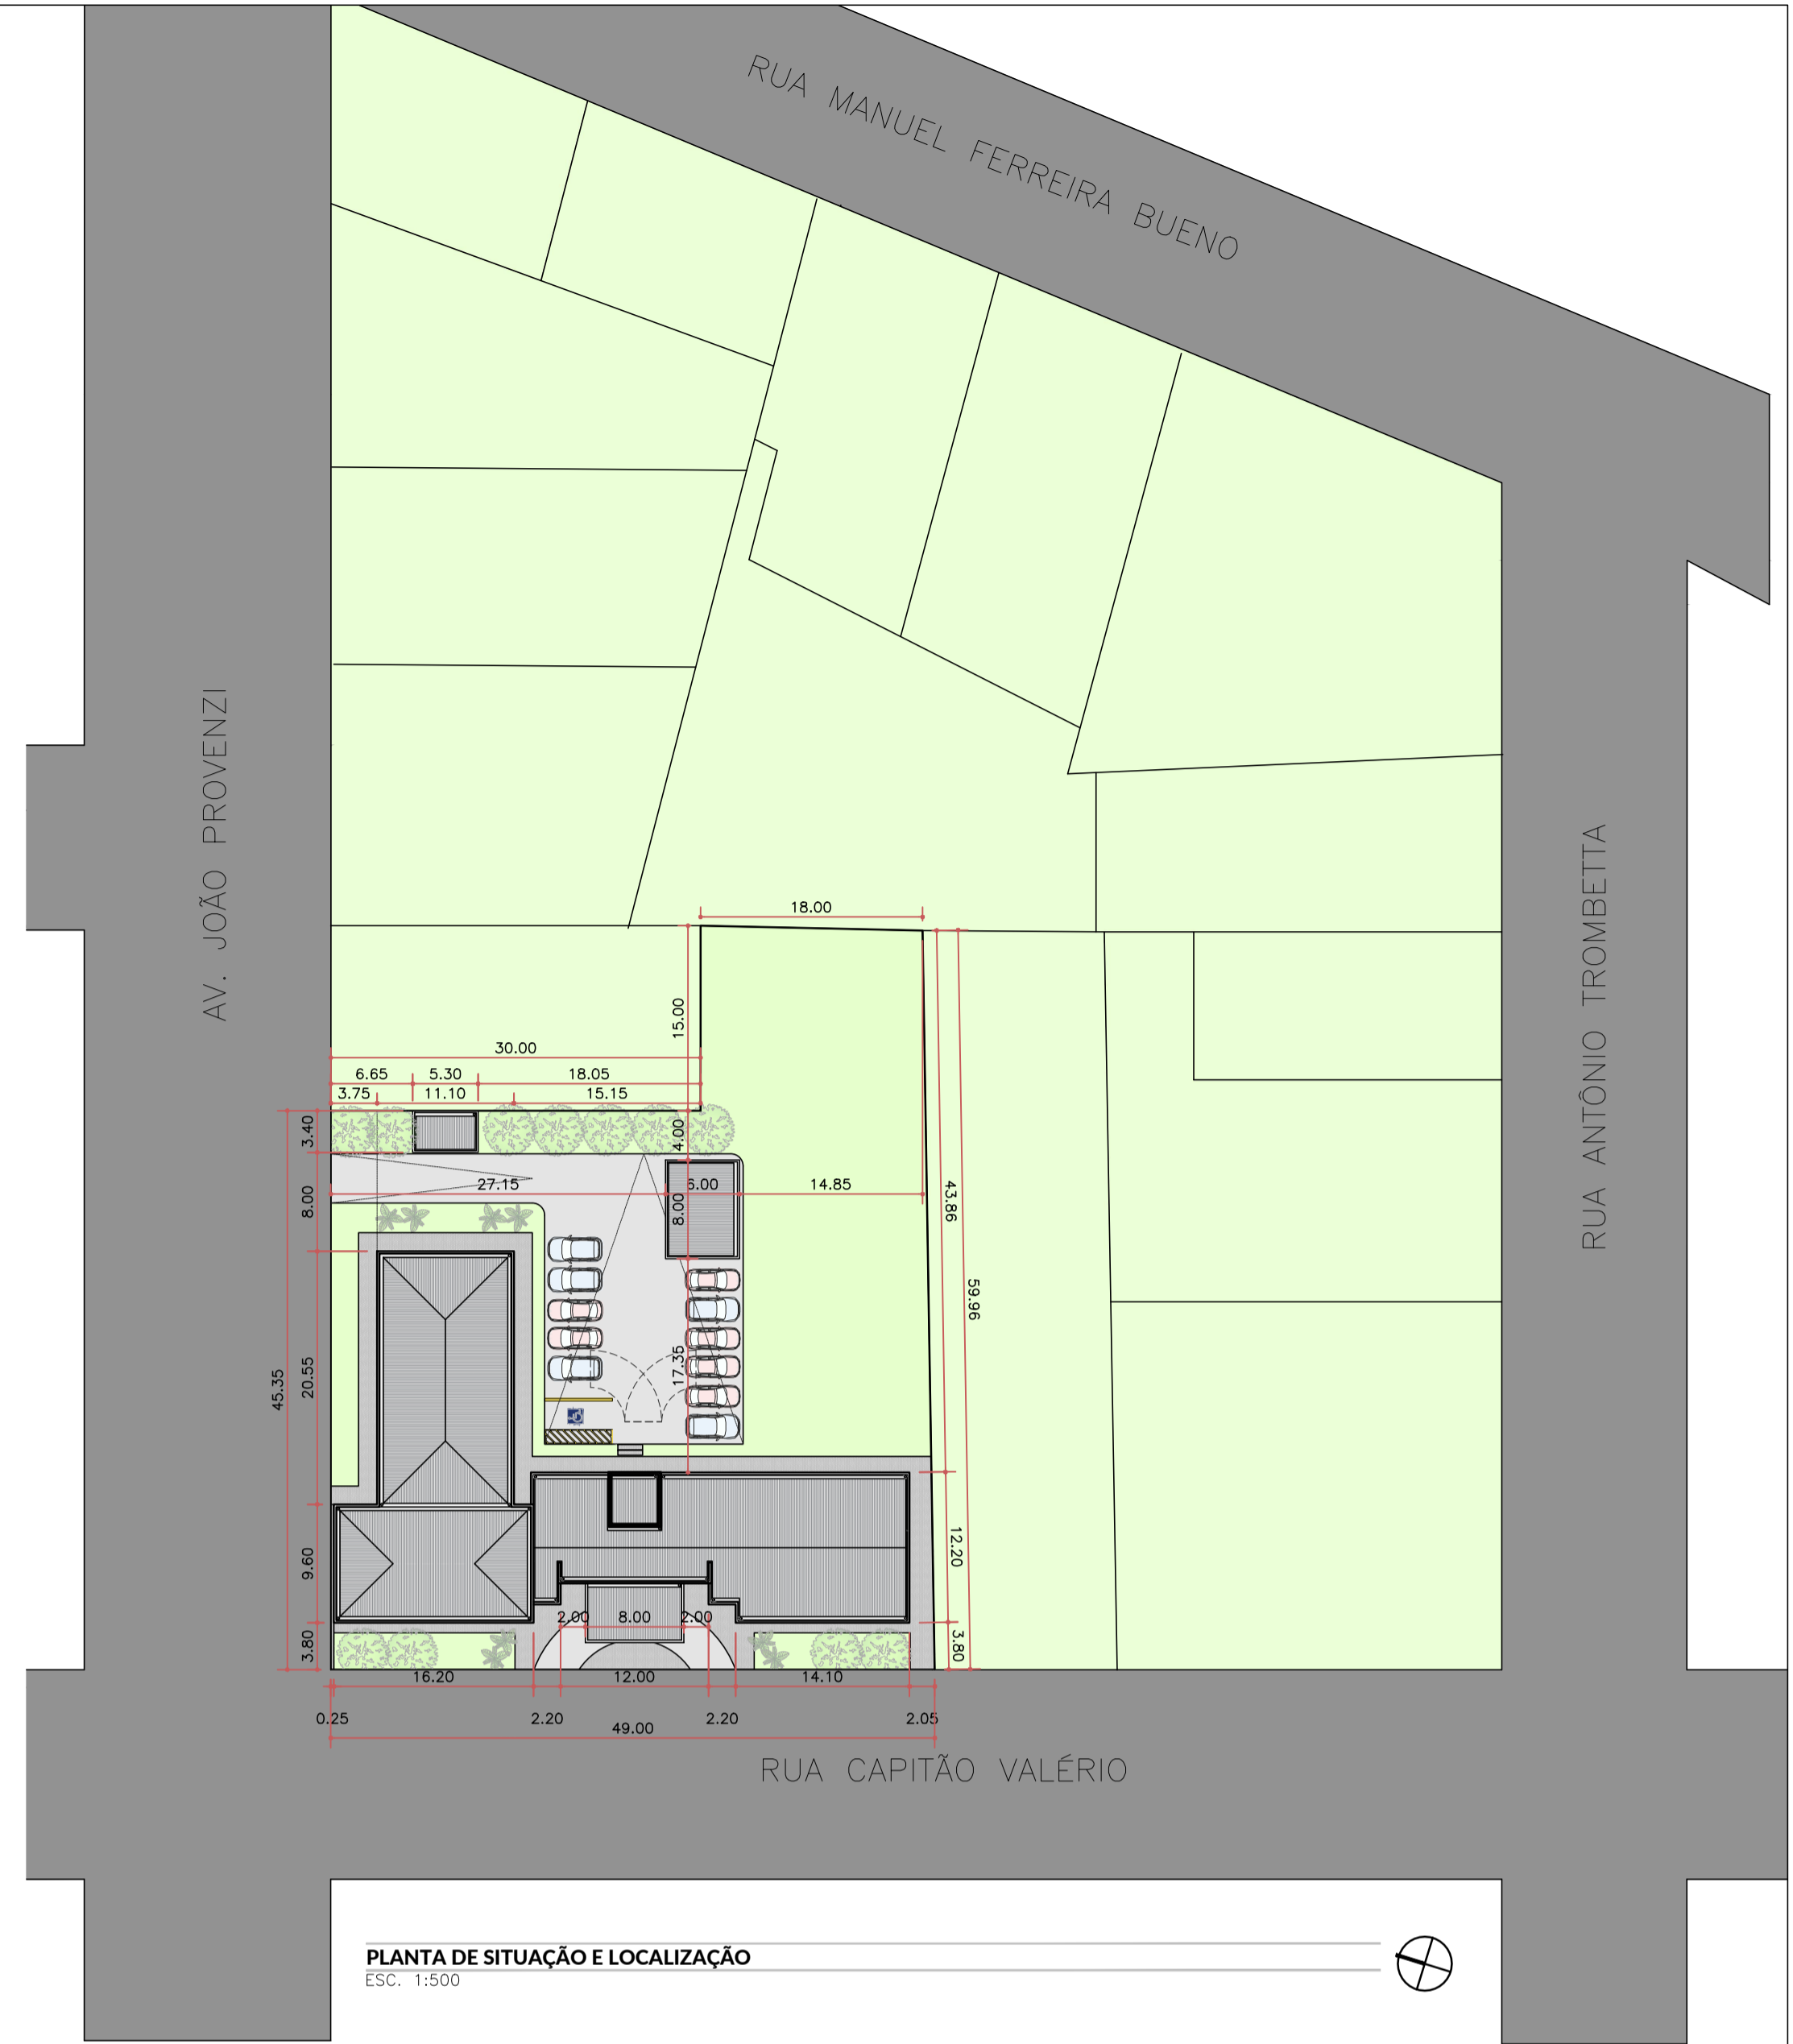 RUA MANUEL FERREIRA BUENO
AV. JOÃO PROVENZI
RUA ANTÔNIO TROMBETTA
18.00
15.00
30.00
6.65 5.30 18.05
3.75 11.10 15.15
3.40
4.00
27.15 6.00 14.85
8.00
8.00
43.86
59.96
17.35
20.55
45.35
9.60
12.20
2.00 8.00 2.00
3.80
3.80
16.20 12.00 14.10
0.25 2.20 2.20 2.05
49.00
RUA CAPITÃO VALÉRIO
PLANTA DE SITUAÇÃO E LOCALIZAÇÃO
ESC. 1:500